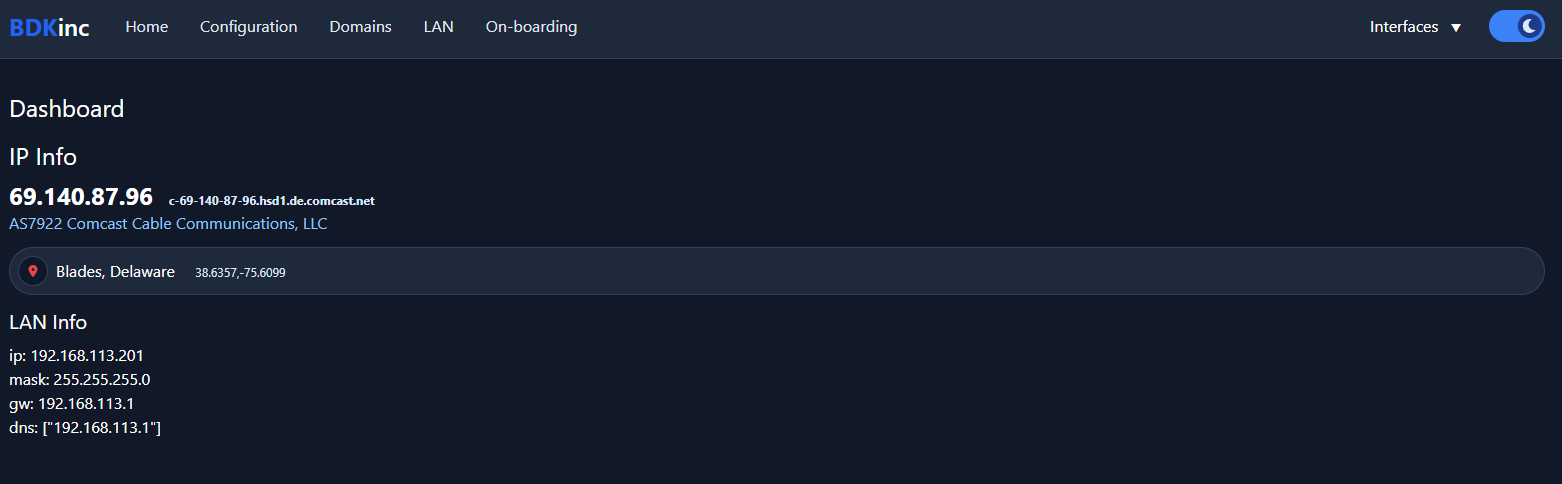 BDKinc Home Configuration Domains LAN On-boarding Interfaces ▼
Dashboard
IP Info
69.140.87.96 c-69-140-87-96.hsd1.de.comcast.net
AS7922 Comcast Cable Communications, LLC
Blades, Delaware 38.6357,-75.6099
LAN Info
ip: 192.168.113.201
mask: 255.255.255.0
gw: 192.168.113.1
dns: ["192.168.113.1"]